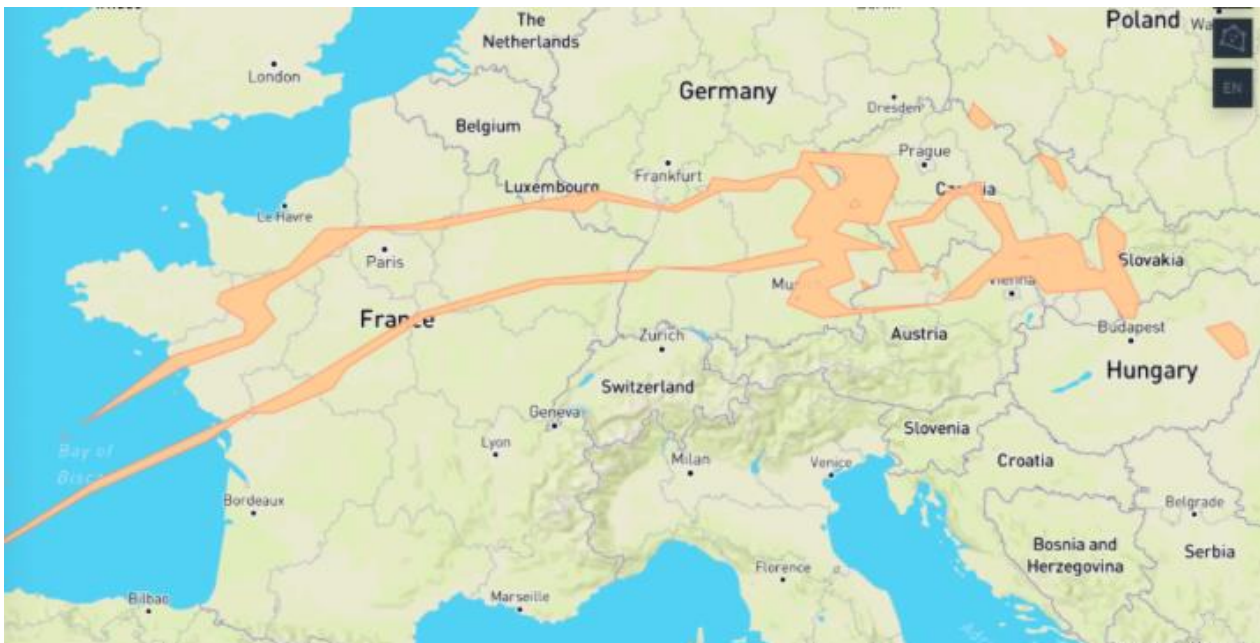 The
Netherlands
Poland
London
Germany
Dresden
EN
Belgium
Prague
Frankfurt
Luxembourg
Le Havre
Paris
Slovakia
Vienna
France
Austria
Budapest
Zurich
Hungary
Switzerland
Geneva
Slovenia
Lyon
Croatia
Bay of
Milan
Venice
Bordeaux
Belgrade
Bosnia and
Herzegovina
Serbia
Florence
Bilbao
Marseille